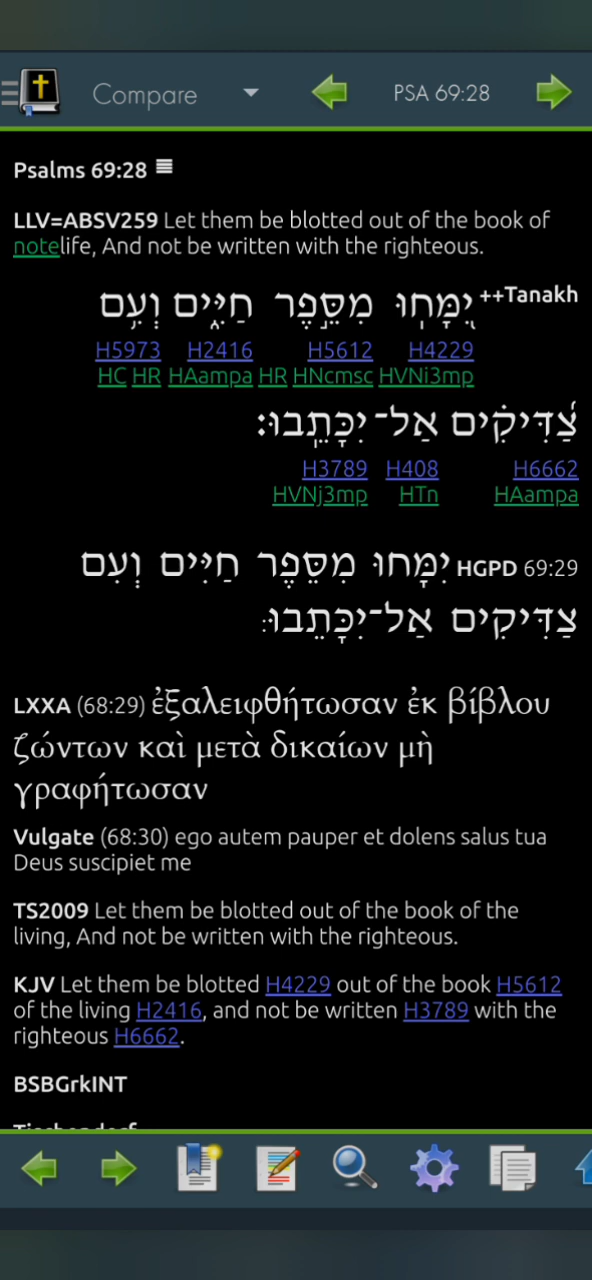 Compare PSA 69:28
Psalms 69:28
LLV=ABSV259 Let them be blotted out of the book of
notelife, And not be written with the righteous.
++Tanakh יִ֭מָּחֽוּ מִסֵּ֣פֶר חַיִּ֑ים וְעִ֥ם
H5973 H2416 H5612 H4229
HC HR HAampa HR HNcmsc HVNi3mp
צַ֝דִּיקִ֗ים אַל־יִכָּתֵֽבוּ׃
H3789 H408 H6662
HVNj3mp HTn HAampa
HGPD 69:29 יִמָּחוּ מִסֵּפֶר חַיִּים וְעִם
צַדִּיקִים אַל־יִכָּתֵבוּ׃
LXXA (68:29) ἐξαλειφθήτωσαν ἐκ βίβλου
ζώντων καὶ μετὰ δικαίων μὴ
γραφήτωσαν
Vulgate (68:30) ego autem pauper et dolens salus tua
Deus suscipiet me
TS2009 Let them be blotted out of the book of the
living, And not be written with the righteous.
KJV Let them be blotted H4229 out of the book H5612
of the living H2416, and not be written H3789 with the
righteous H6662.
BSBGrkINT